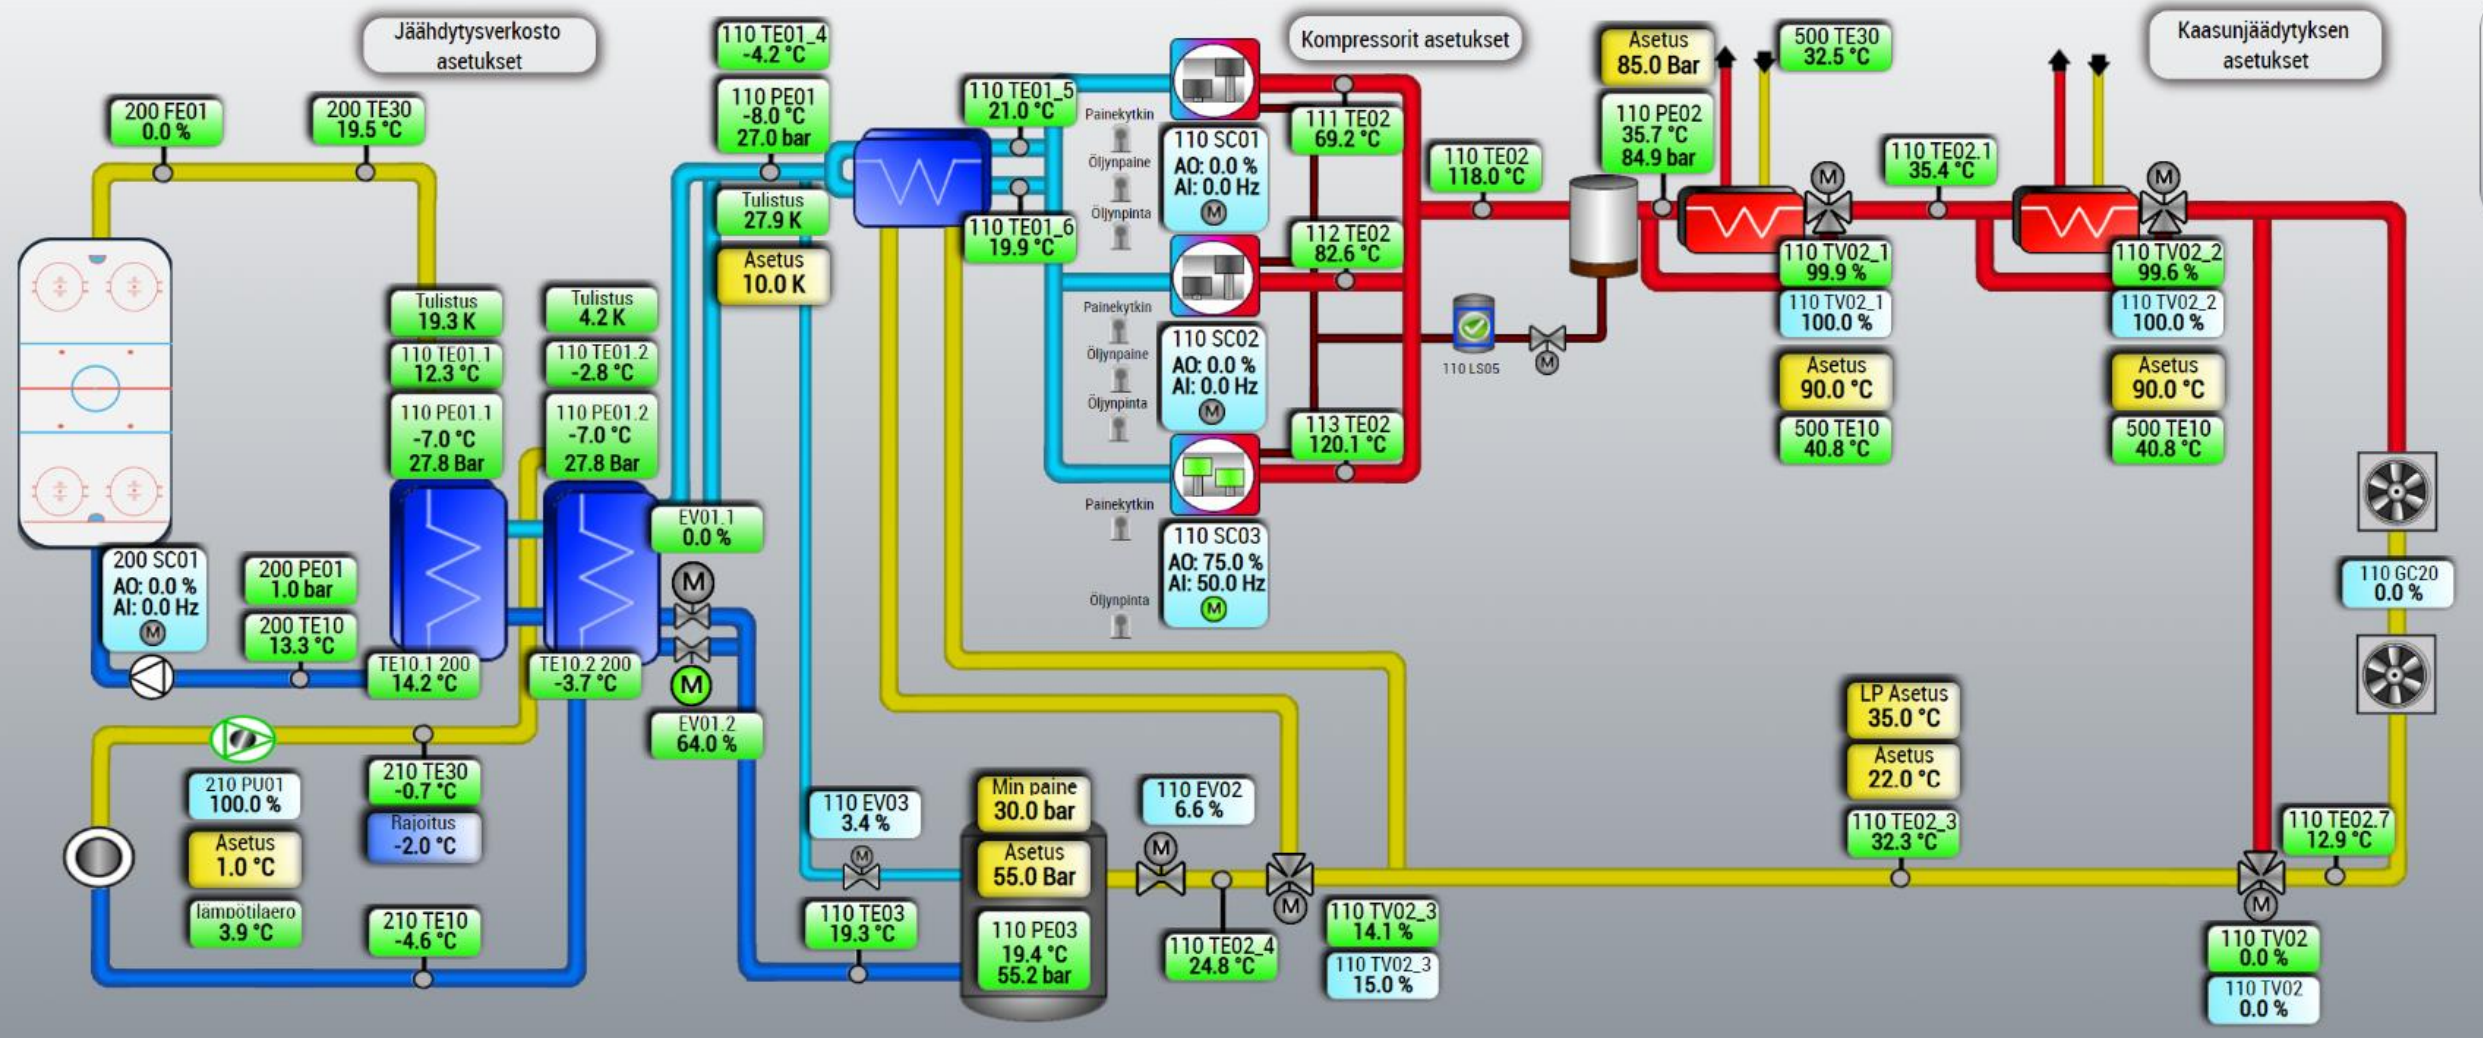 Jäähdytysverkosto
asetukset
Kompressorit asetukset
Kaasunjäädytyksen
asetukset
200 FE01
0.0 %
200 TE30
19.5 °C
110 TE01_4
-4.2 °C
110 PE01
-8.0 °C
27.0 bar
Tulistus
27.9 K
Asetus
10.0 K
110 TE01_5
21.0 °C
110 TE01_6
19.9 °C
Painekytkin
Öljynpaine
Öljynpinta
110 SC01
AO: 0.0 %
AI: 0.0 Hz
M
111 TE02
69.2 °C
Painekytkin
Öljynpaine
Öljynpinta
110 SC02
AO: 0.0 %
AI: 0.0 Hz
M
112 TE02
82.6 °C
Painekytkin
Öljynpinta
110 SC03
AO: 75.0 %
AI: 50.0 Hz
M
113 TE02
120.1 °C
110 TE02
118.0 °C
110 LS05
M
Asetus
85.0 Bar
110 PE02
35.7 °C
84.9 bar
500 TE30
32.5 °C
M
110 TV02_1
99.9 %
110 TV02_1
100.0 %
Asetus
90.0 °C
500 TE10
40.8 °C
110 TE02.1
35.4 °C
M
110 TV02_2
99.6 %
110 TV02_2
100.0 %
Asetus
90.0 °C
500 TE10
40.8 °C
110 GC20
0.0 %
Tulistus
19.3 K
110 TE01.1
12.3 °C
110 PE01.1
-7.0 °C
27.8 Bar
Tulistus
4.2 K
110 TE01.2
-2.8 °C
110 PE01.2
-7.0 °C
27.8 Bar
EV01.1
0.0 %
M
M
EV01.2
64.0 %
200 SC01
AO: 0.0 %
AI: 0.0 Hz
M
200 PE01
1.0 bar
200 TE10
13.3 °C
TE10.1 200
14.2 °C
TE10.2 200
-3.7 °C
210 PU01
100.0 %
Asetus
1.0 °C
lämpötilaero
3.9 °C
210 TE30
-0.7 °C
Rajoitus
-2.0 °C
210 TE10
-4.6 °C
110 EV03
3.4 %
M
110 TE03
19.3 °C
Min paine
30.0 bar
Asetus
55.0 Bar
110 PE03
19.4 °C
55.2 bar
110 EV02
6.6 %
M
110 TE02_4
24.8 °C
M
110 TV02_3
14.1 %
110 TV02_3
15.0 %
LP Asetus
35.0 °C
Asetus
22.0 °C
110 TE02_3
32.3 °C
110 TE02.7
12.9 °C
M
110 TV02
0.0 %
110 TV02
0.0 %